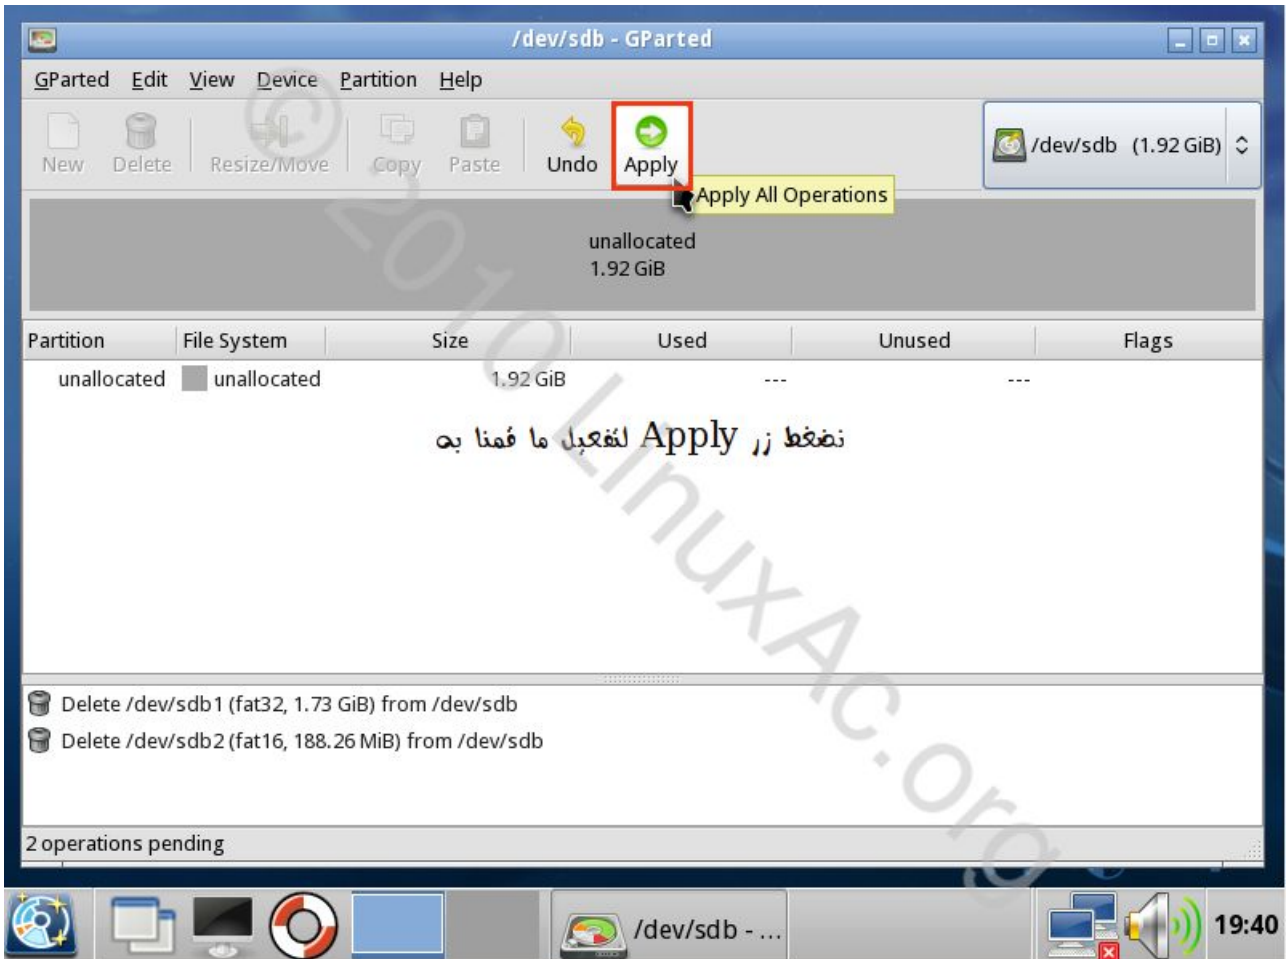 /dev/sdb - GParted
GParted Edit View Device Partition Help
New Delete Resize/Move Copy Paste Undo Apply
/dev/sdb (1.92 GiB)
Apply All Operations
unallocated
1.92 GiB
Partition File System Size Used Unused Flags
unallocated unallocated 1.92 GiB --- ---
نضغط زر Apply لتفعيل ما قمنا به
Delete /dev/sdb1 (fat32, 1.73 GiB) from /dev/sdb
Delete /dev/sdb2 (fat16, 188.26 MiB) from /dev/sdb
2 operations pending
/dev/sdb - ...
19:40
© 2010 LinuxAc.org